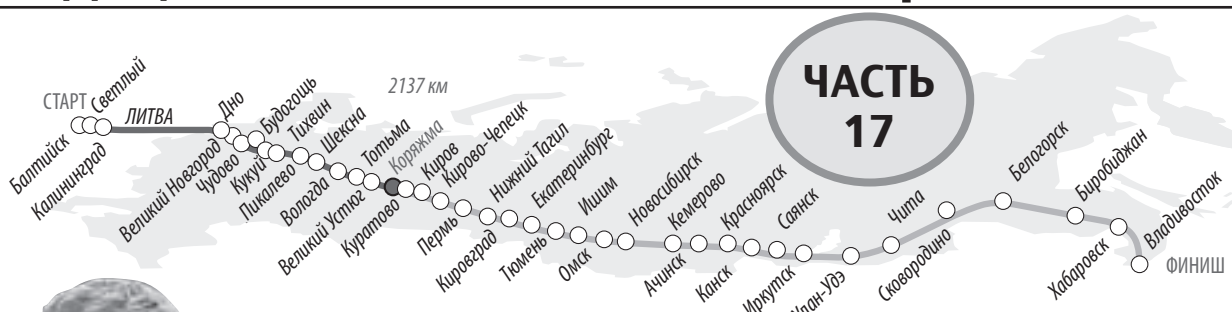 ЧАСТЬ
17
2137 км
СТАРТ
Балтийск
Светлый
Калининград
ЛИТВА
Дно
Великий Новгород
Чудово
Будогощь
Кукуй
Тихвин
Пикалево
Шексна
Вологда
Тотьма
Великий Устюг
Коряжма
Куратово
Киров
Кирово-Чепецк
Пермь
Нижний Тагил
Кировград
Екатеринбург
Тюмень
Ишим
Омск
Новосибирск
Кемерово
Ачинск
Красноярск
Канск
Саянск
Иркутск
Улан-Удэ
Чита
Сковородино
Белогорск
Биробиджан
Хабаровск
Владивосток
ФИНИШ